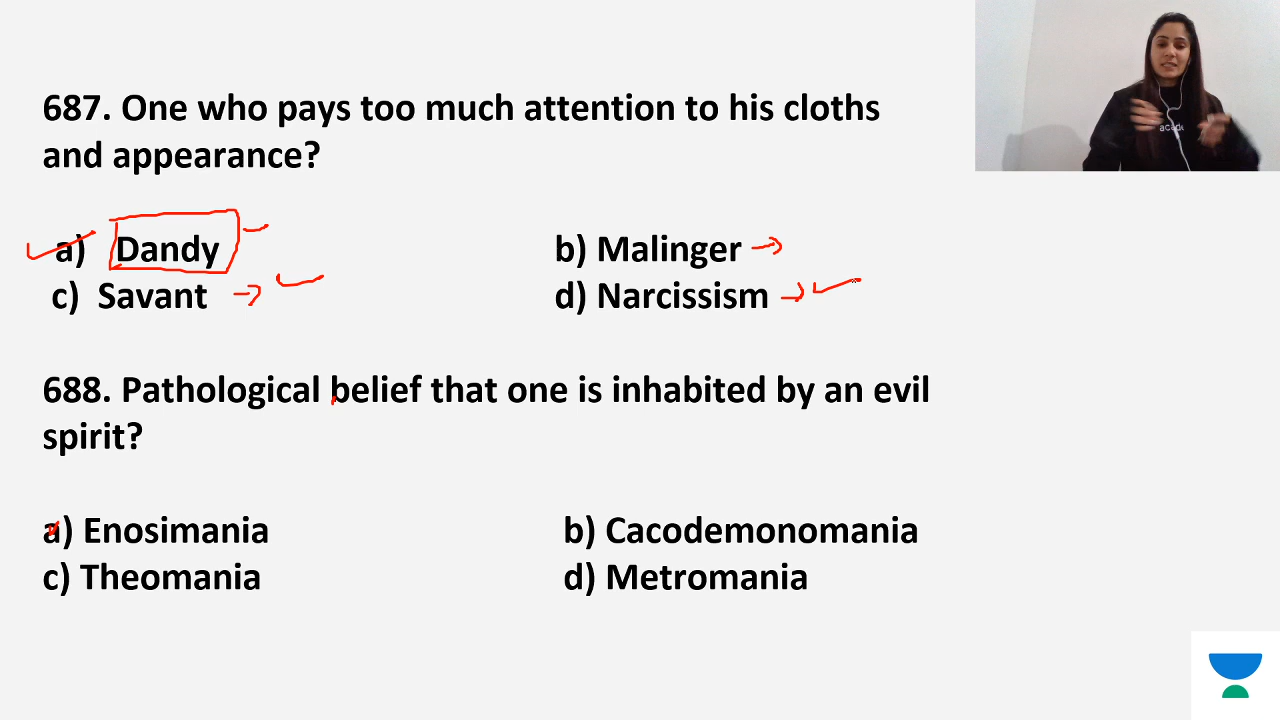 687. One who pays too much attention to his cloths
and appearance?
a) Dandy b) Malinger
c) Savant d) Narcissism
688. Pathological belief that one is inhabited by an evil
spirit?
a) Enosimania b) Cacodemonomania
c) Theomania d) Metromania